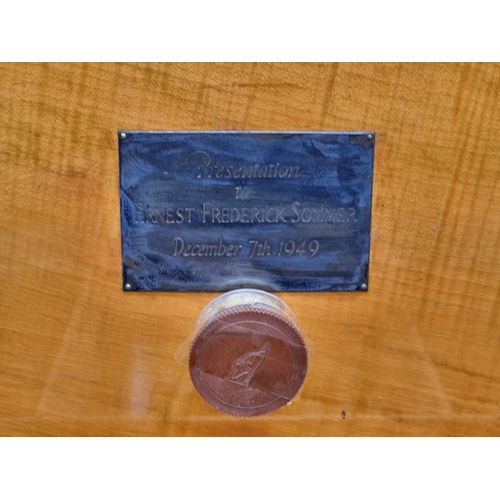 Presentation
to
ERNEST FREDERICK SOMMER
December 7th. 1949